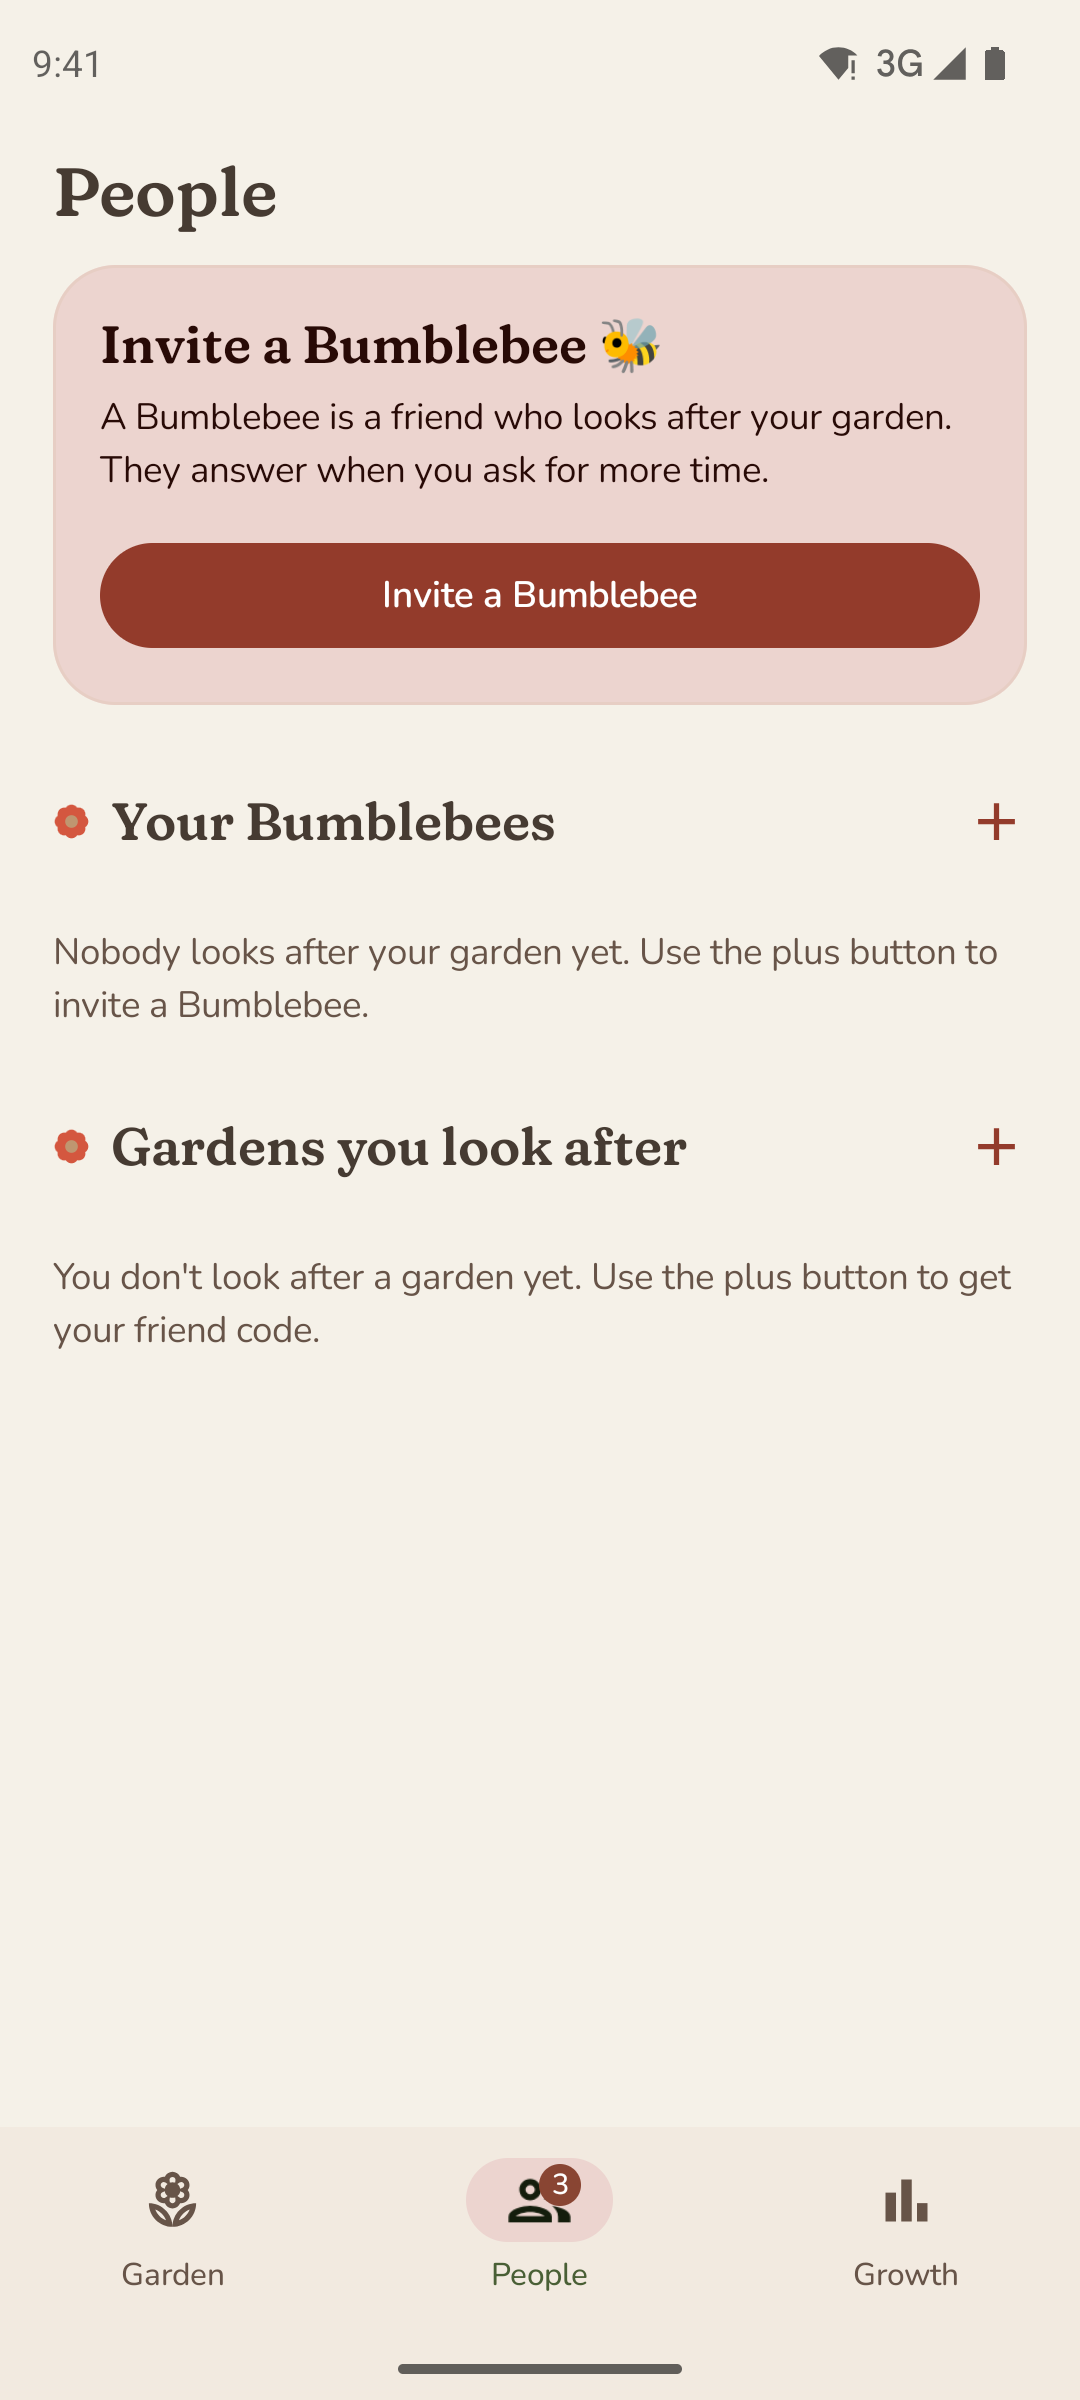 9:41
3G
People
Invite a Bumblebee 🐝
A Bumblebee is a friend who looks after your garden.
They answer when you ask for more time.
Invite a Bumblebee
Your Bumblebees
Nobody looks after your garden yet. Use the plus button to
invite a Bumblebee.
Gardens you look after
You don't look after a garden yet. Use the plus button to get
your friend code.
3
Garden
People
Growth